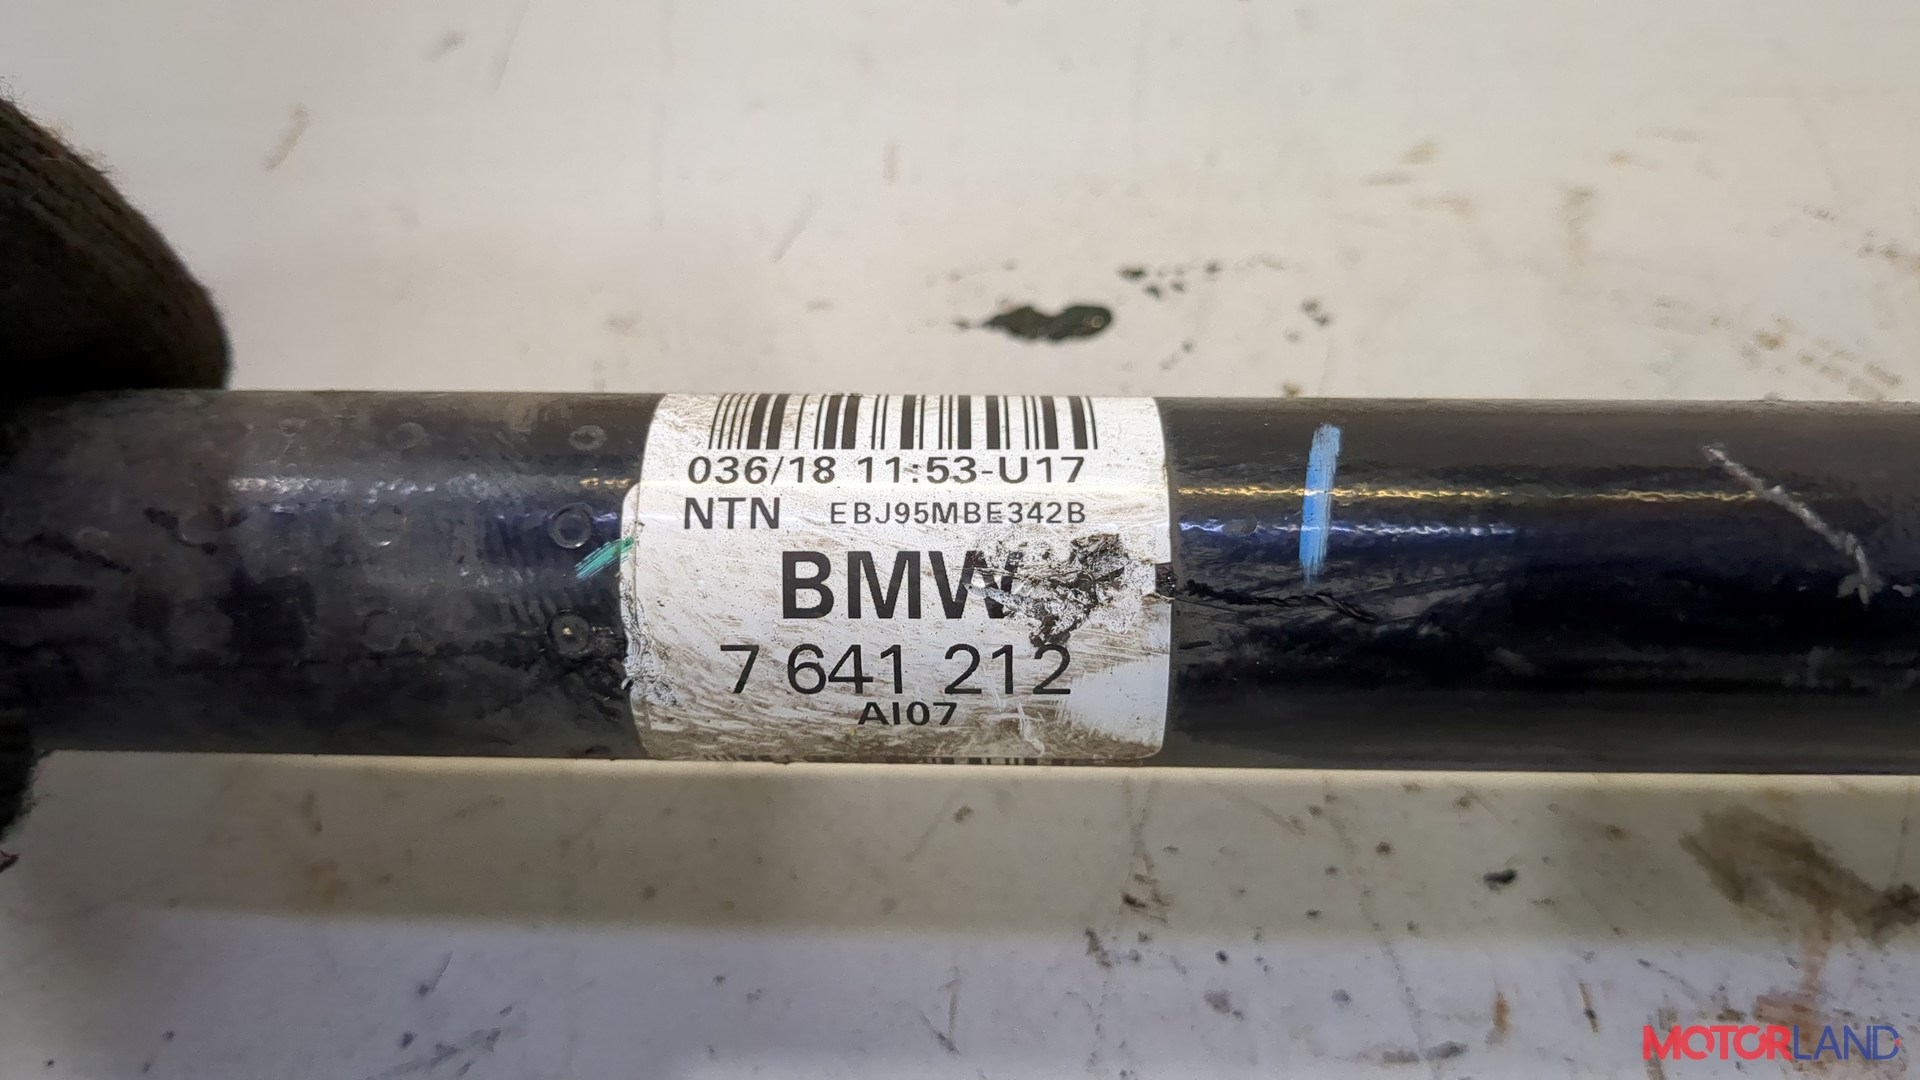 036/18 11:53-U17
NTN EBJ95MBE342B
BMW
7 641 212
AI07
MOTORLAND